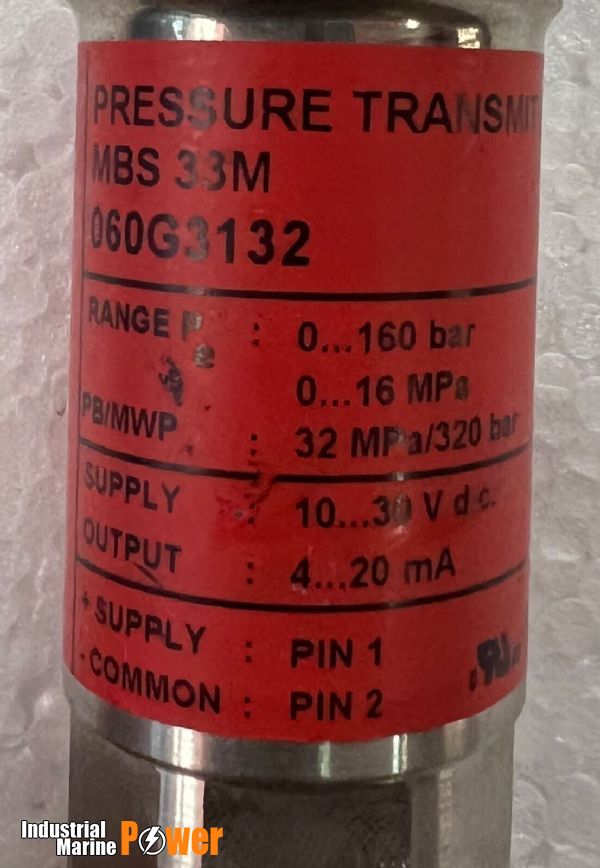 PRESSURE TRANSMIT
MBS 33M
060G3132
RANGE Pe : 0...160 bar
0...16 MPa
PB/MWP : 32 MPa/320 bar
SUPPLY : 10...30 V d.c.
OUTPUT : 4...20 mA
+ SUPPLY : PIN 1
- COMMON : PIN 2
Industrial
Marine Power